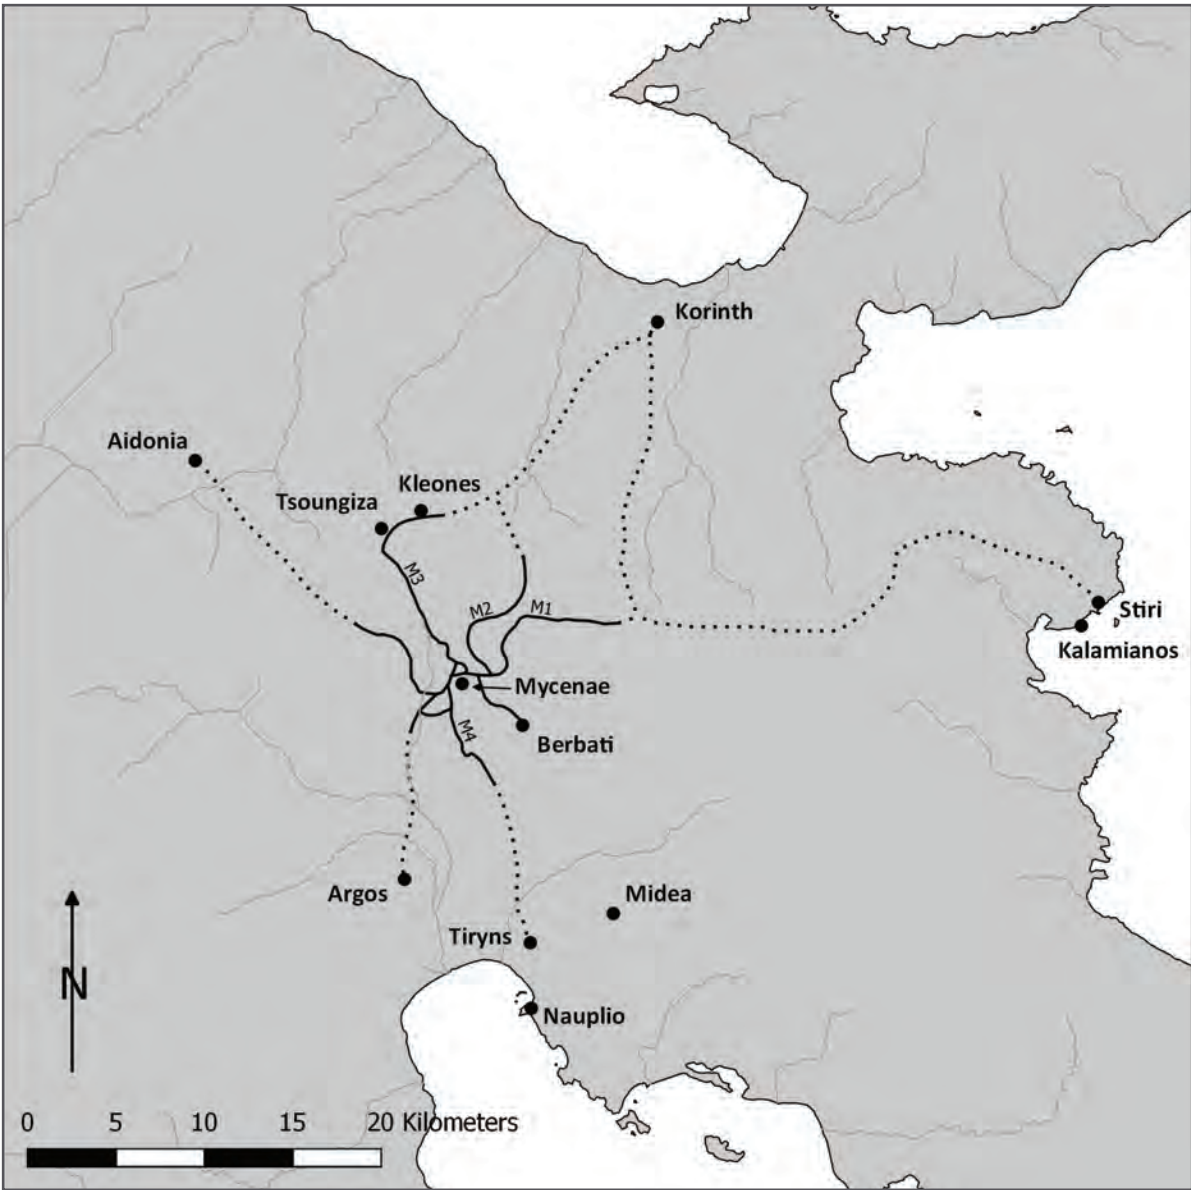 Korinth
Aidonia
Kleones
Tsoungiza
M3
M2
M1
Stiri
Kalamianos
Mycenae
M4
Berbati
Argos
Midea
Tiryns
N
Nauplio
0 5 10 15 20 Kilometers